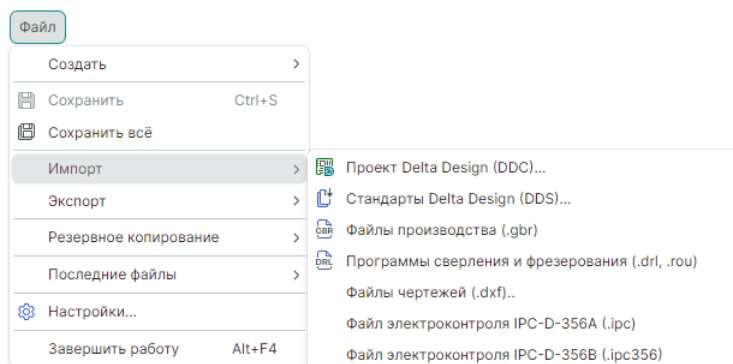 Файл
Создать
Сохранить Ctrl+S
Сохранить всё
Импорт
Экспорт
Резервное копирование
Последние файлы
Настройки...
Завершить работу Alt+F4
Проект Delta Design (DDC)...
Стандарты Delta Design (DDS)...
GBR Файлы производства (.gbr)
DRL Программы сверления и фрезерования (.drl, .rou)
Файлы чертежей (.dxf)..
Файл электроконтроля IPC-D-356A (.ipc)
Файл электроконтроля IPC-D-356B (.ipc356)